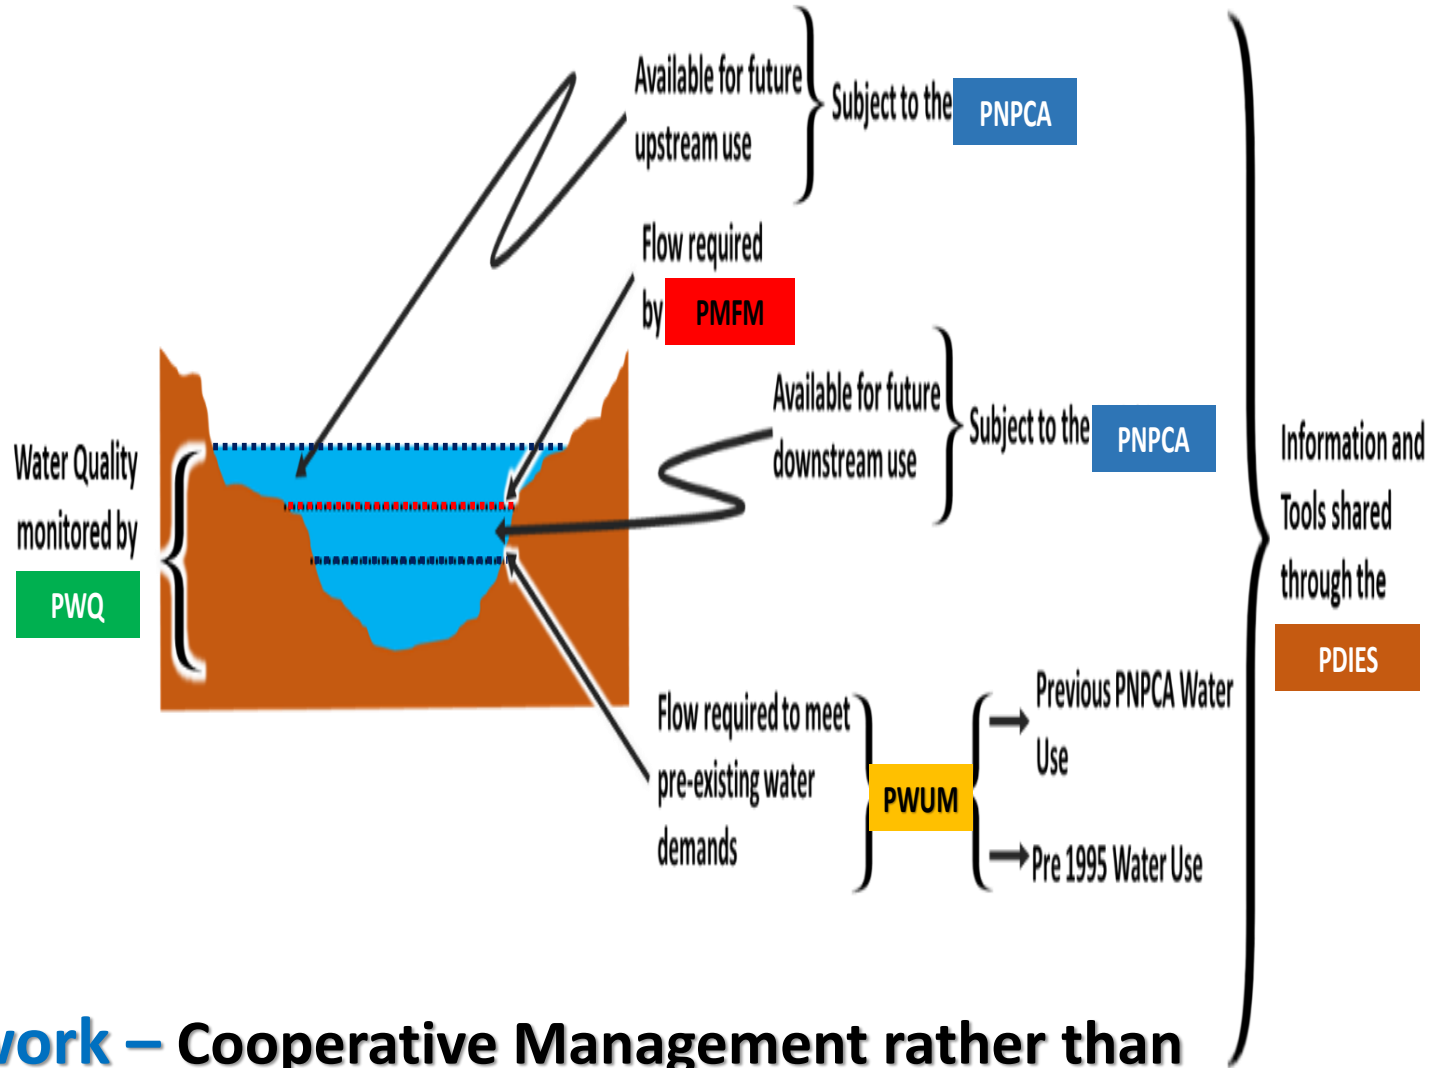 Available for future
upstream use
Subject to the PNPCA
Flow required
by PMFM
Available for future
downstream use
Subject to the PNPCA
Water Quality
monitored by
PWQ
Information and
Tools shared
through the
PDIES
Flow required to meet
pre-existing water
demands
PWUM
Previous PNPCA Water
Use
Pre 1995 Water Use
work – Cooperative Management rather than